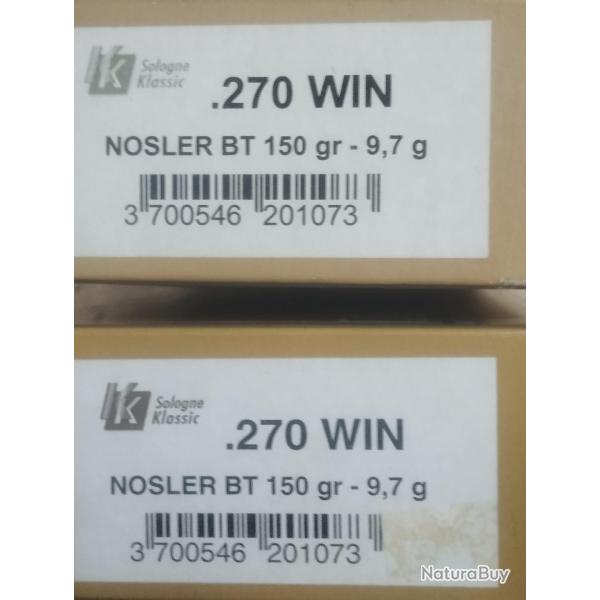 Sologne
Klassic
.270 WIN
NOSLER BT 150 gr - 9,7 g
3 700546 201073
Sologne
Klassic
.270 WIN
NOSLER BT 150 gr - 9,7 g
3 700546 201073
NaturaBuy